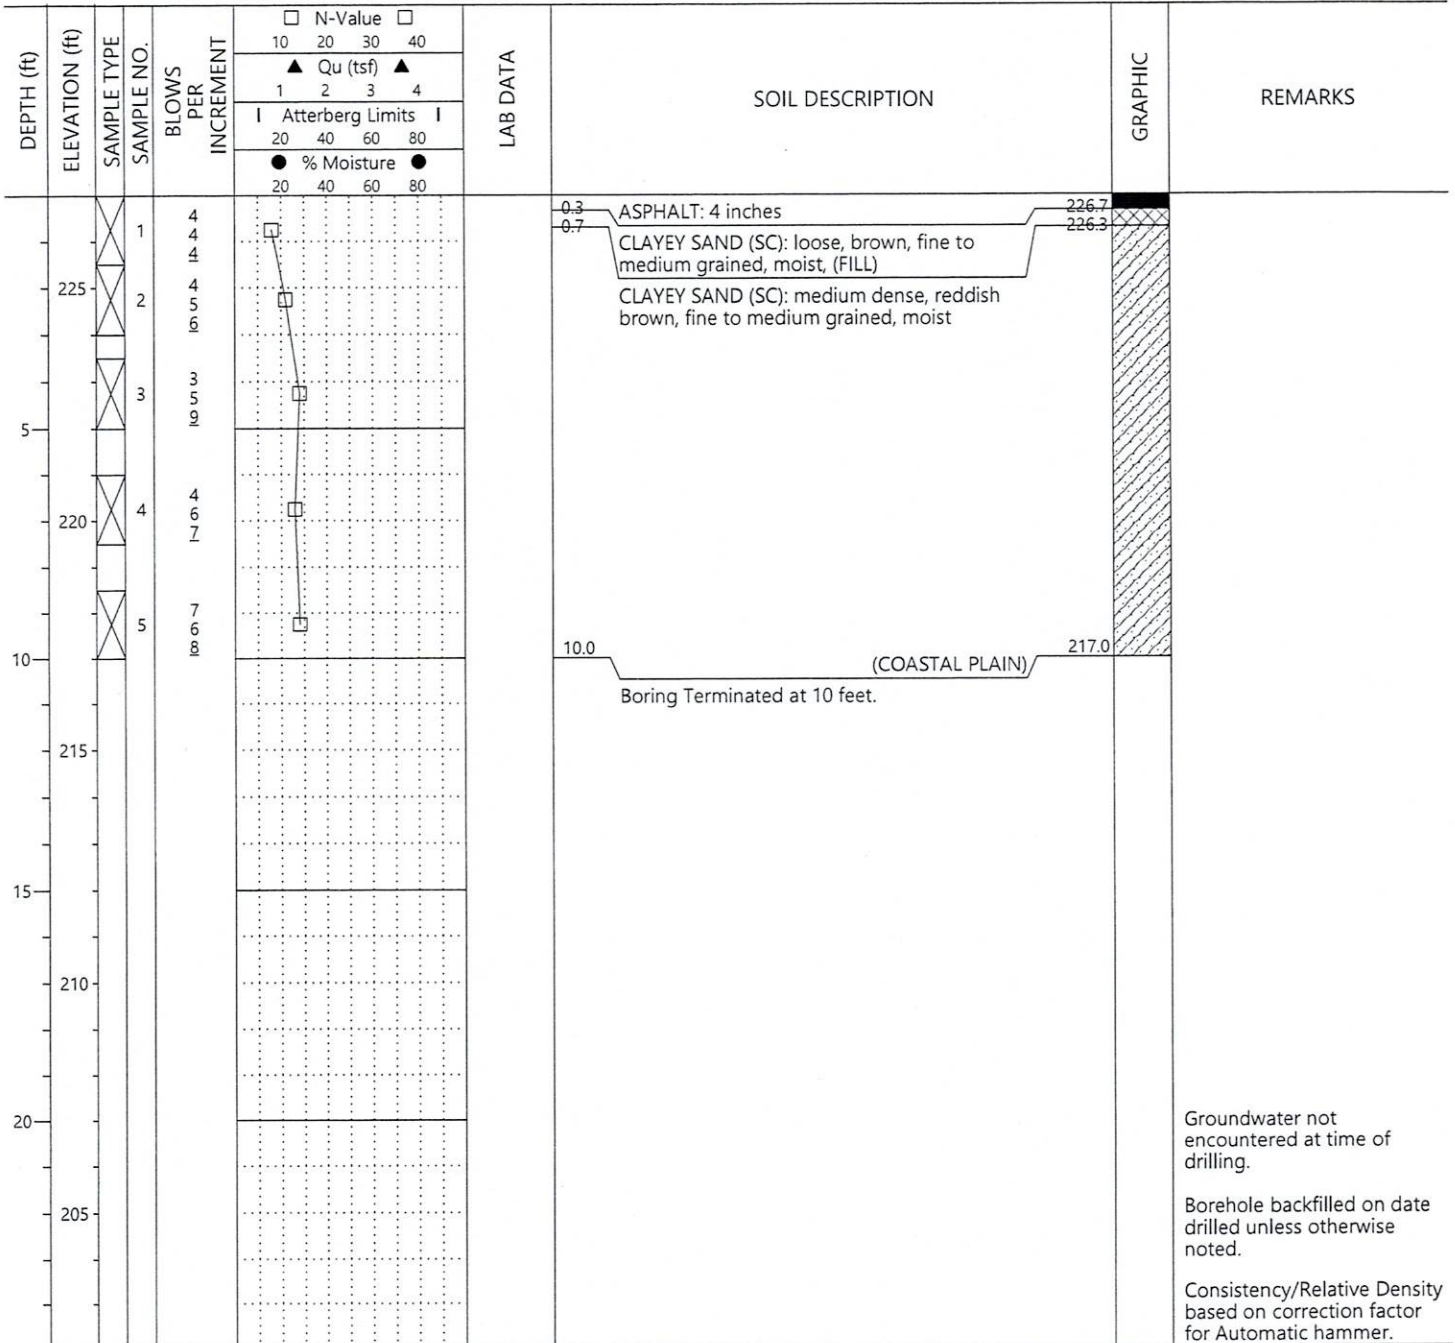 DEPTH (ft)
ELEVATION (ft)
SAMPLE TYPE
SAMPLE NO.
BLOWS
PER
INCREMENT
□ N-Value □
10 20 30 40
▲ Qu (tsf) ▲
1 2 3 4
I Atterberg Limits I
20 40 60 80
● % Moisture ●
20 40 60 80
LAB DATA
SOIL DESCRIPTION
GRAPHIC
REMARKS
1
4
4
4
0.3
ASPHALT: 4 inches
226.7
0.7
226.3
CLAYEY SAND (SC): loose, brown, fine to
medium grained, moist, (FILL)
225
2
4
5
6
CLAYEY SAND (SC): medium dense, reddish
brown, fine to medium grained, moist
3
3
5
9
5
220
4
4
6
7
5
7
6
8
10
10.0
(COASTAL PLAIN)
217.0
Boring Terminated at 10 feet.
215
15
210
20
205
Groundwater not
encountered at time of
drilling.
Borehole backfilled on date
drilled unless otherwise
noted.
Consistency/Relative Density
based on correction factor
for Automatic hammer.